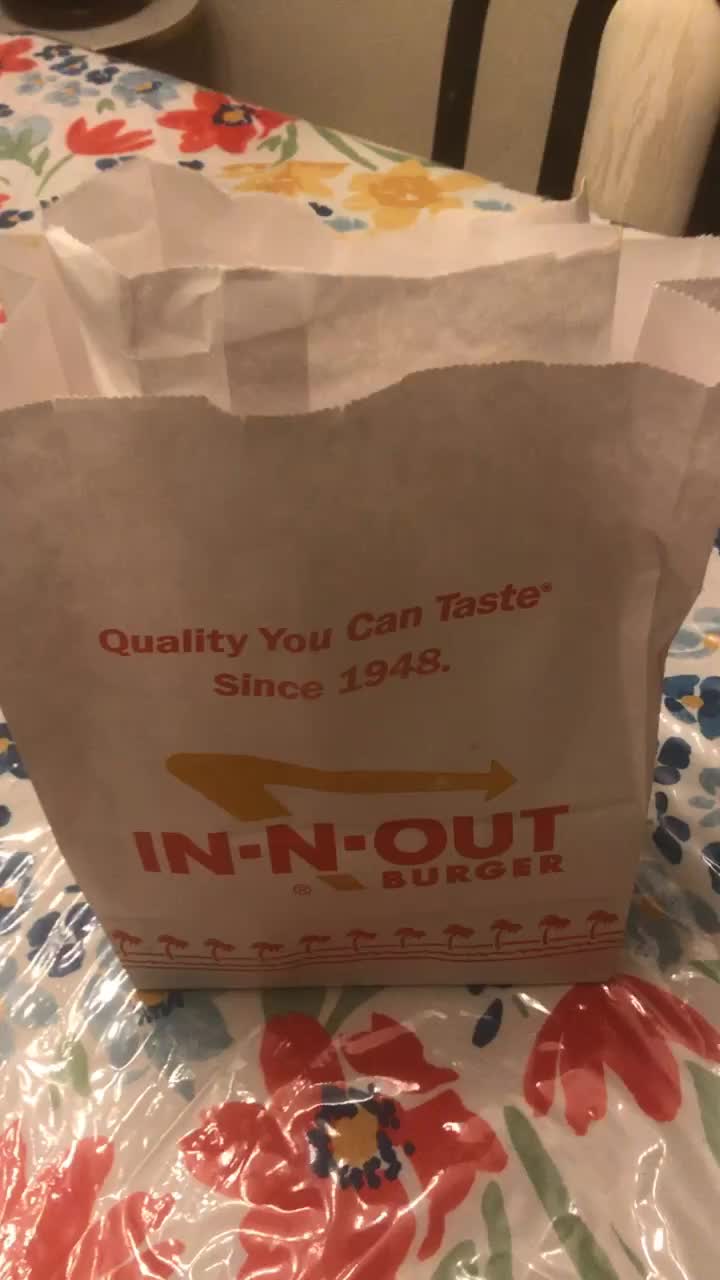 Quality You Can Taste®
Since 1948.
IN-N-OUT
® BURGER